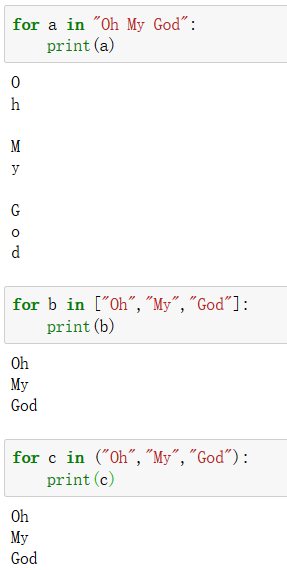 for a in "Oh My God":
    print(a)
O
h

M
y

G
o
d
for b in ["Oh","My","God"]:
    print(b)
Oh
My
God
for c in ("Oh","My","God"):
    print(c)
Oh
My
God